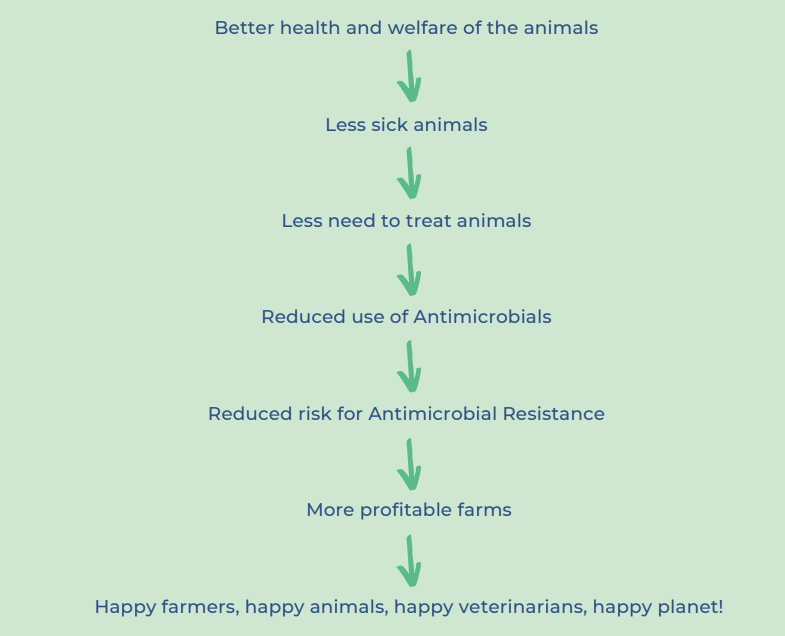 Better health and welfare of the animals
Less sick animals
Less need to treat animals
Reduced use of Antimicrobials
Reduced risk for Antimicrobial Resistance
More profitable farms
Happy farmers, happy animals, happy veterinarians, happy planet!